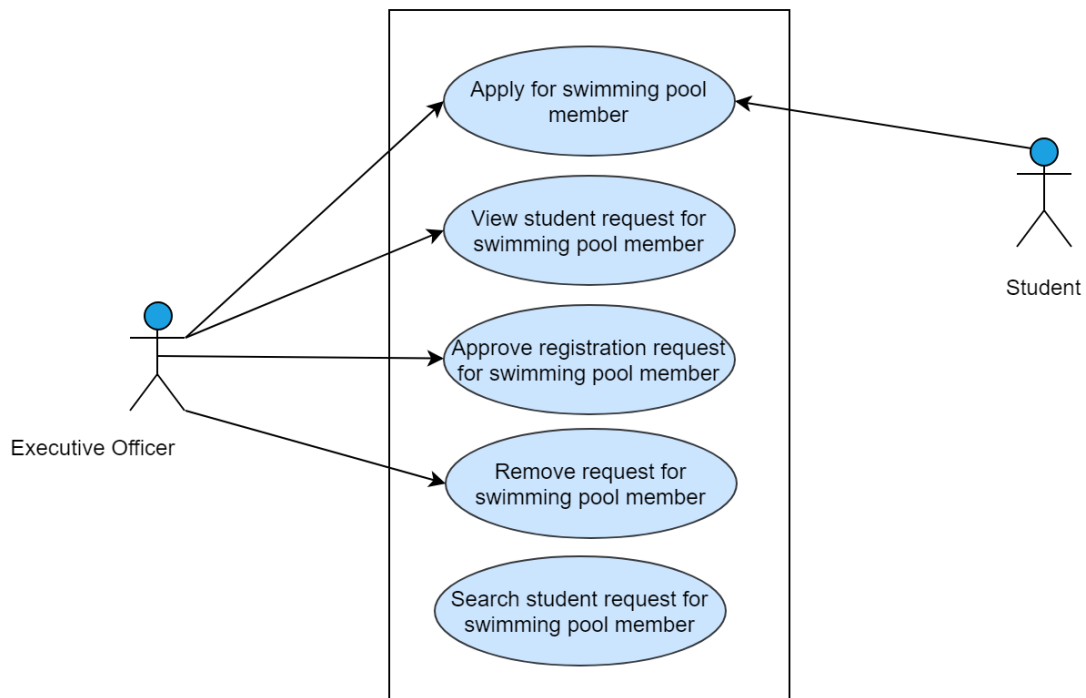 Apply for swimming pool
member
View student request for
swimming pool member
Student
Approve registration request
for swimming pool member
Executive Officer
Remove request for
swimming pool member
Search student request for
swimming pool member